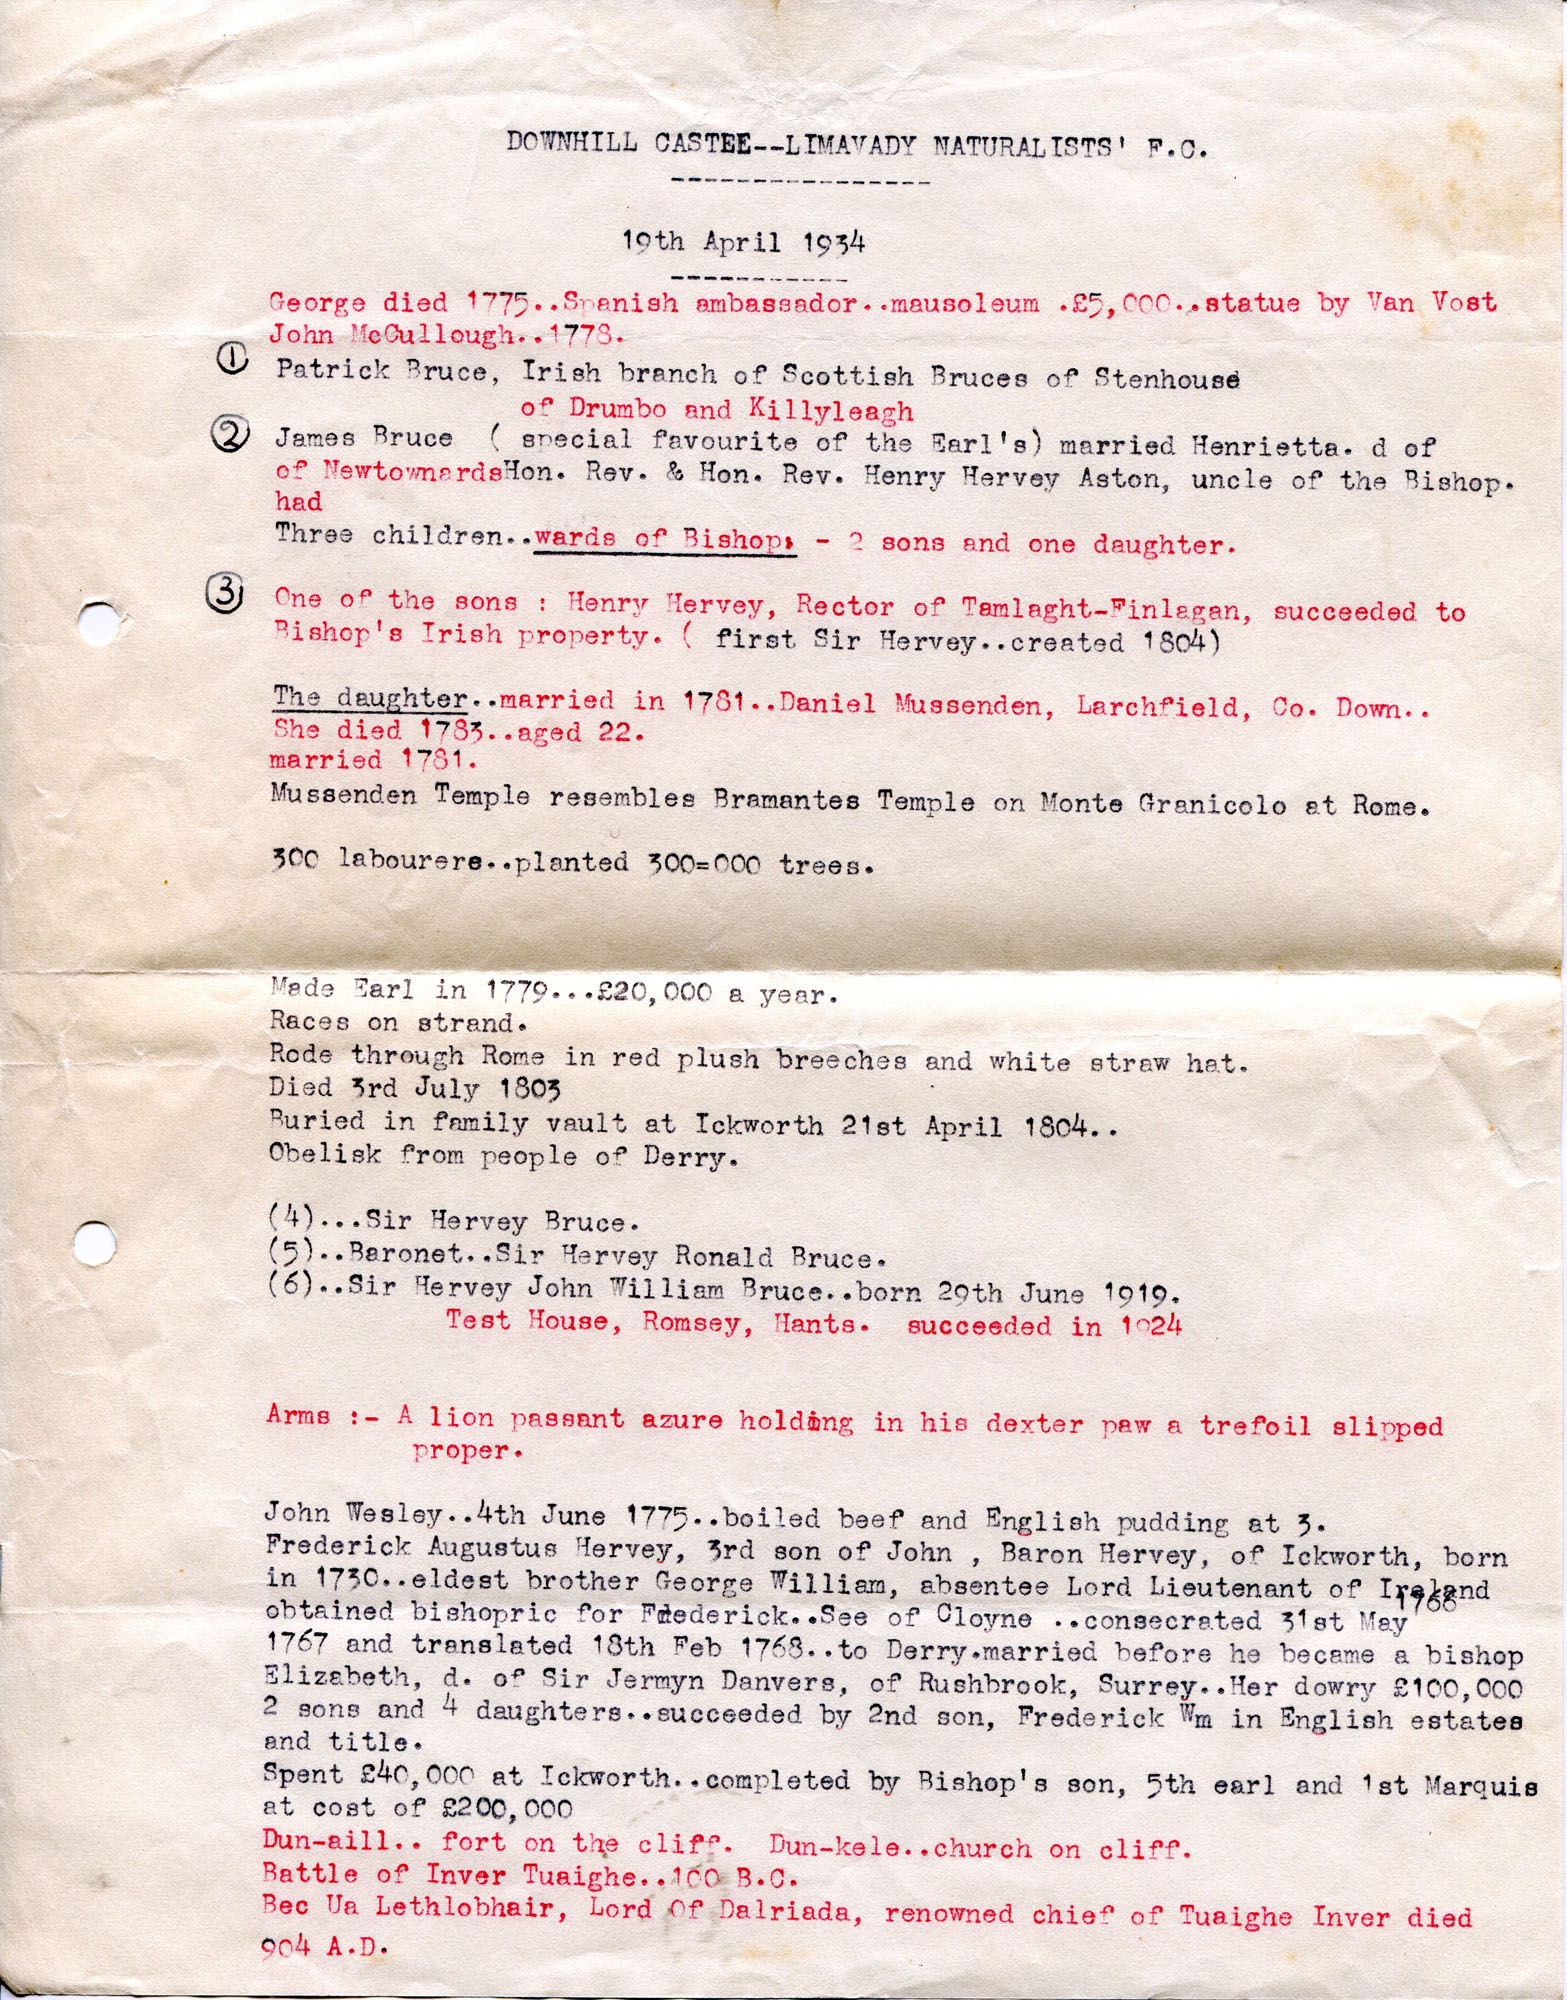 DOWNHILL CASTEE--LIMAVADY NATURALISTS' F.C.
----------------
19th April 1934
-----------
George died 1775..Spanish ambassador..mausoleum .£5,000..statue by Van Vost
John McCullough..1778.
① Patrick Bruce, Irish branch of Scottish Bruces of Stenhouse
of Drumbo and Killyleagh
② James Bruce ( special favourite of the Earl's) married Henrietta. d of
of NewtownardsHon. Rev. & Hon. Rev. Henry Hervey Aston, uncle of the Bishop.
had
Three children..wards of Bishop. - 2 sons and one daughter.
③ One of the sons : Henry Hervey, Rector of Tamlaght-Finlagan, succeeded to
Bishop's Irish property. ( first Sir Hervey..created 1804)
The daughter..married in 1781..Daniel Mussenden, Larchfield, Co. Down..
She died 1783..aged 22.
married 1781.
Mussenden Temple resembles Bramantes Temple on Monte Granicolo at Rome.
300 labourers..planted 300=000 trees.
Made Earl in 1779...£20,000 a year.
Races on strand.
Rode through Rome in red plush breeches and white straw hat.
Died 3rd July 1803
Buried in family vault at Ickworth 21st April 1804..
Obelisk from people of Derry.
(4)...Sir Hervey Bruce.
(5)..Baronet..Sir Hervey Ronald Bruce.
(6)..Sir Hervey John William Bruce..born 29th June 1919.
Test House, Romsey, Hants. succeeded in 1924
Arms :- A lion passant azure holding in his dexter paw a trefoil slipped
proper.
John Wesley..4th June 1775..boiled beef and English pudding at 3.
Frederick Augustus Hervey, 3rd son of John , Baron Hervey, of Ickworth, born
in 1730..eldest brother George William, absentee Lord Lieutenant of Ireland
1768
obtained bishopric for Frederick..See of Cloyne ..consecrated 31st May
1767 and translated 18th Feb 1768..to Derry.married before he became a bishop
Elizabeth, d. of Sir Jermyn Danvers, of Rushbrook, Surrey..Her dowry £100,000
2 sons and 4 daughters..succeeded by 2nd son, Frederick Wm in English estates
and title.
Spent £40,000 at Ickworth..completed by Bishop's son, 5th earl and 1st Marquis
at cost of £200,000
Dun-aill.. fort on the cliff. Dun-kele..church on cliff.
Battle of Inver Tuaighe..100 B.C.
Bec Ua Lethlobhair, Lord Of Dalriada, renowned chief of Tuaighe Inver died
904 A.D.